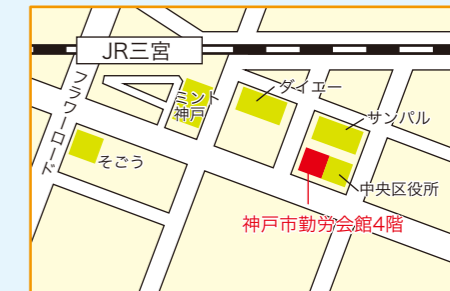 JR三宮
フラワーロード
ミント
神戸
ダイエー
サンパル
そごう
中央区役所
神戸市勤労会館4階